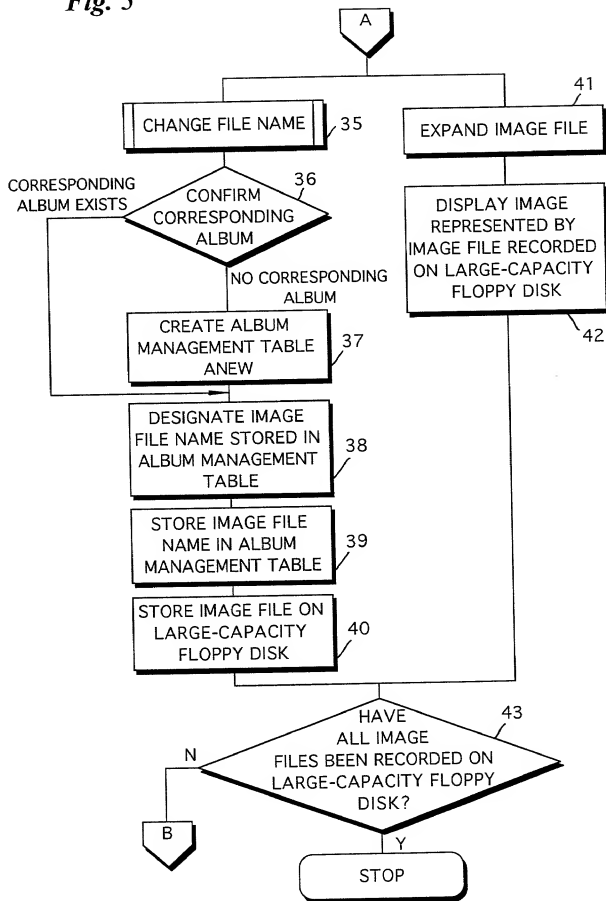 Fig. 5
A
CHANGE FILE NAME
35
CORRESPONDING
ALBUM EXISTS
CONFIRM
CORRESPONDING
ALBUM
36
NO CORRESPONDING
ALBUM
CREATE ALBUM
MANAGEMENT TABLE
ANEW
37
DESIGNATE IMAGE
FILE NAME STORED IN
ALBUM MANAGEMENT
TABLE
38
STORE IMAGE FILE
NAME IN ALBUM
MANAGEMENT TABLE
39
STORE IMAGE FILE ON
LARGE-CAPACITY
FLOPPY DISK
40
41
EXPAND IMAGE FILE
DISPLAY IMAGE
REPRESENTED BY
IMAGE FILE RECORDED
ON LARGE-CAPACITY
FLOPPY DISK
42
HAVE
ALL IMAGE
FILES BEEN RECORDED ON
LARGE-CAPACITY FLOPPY
DISK?
43
N
B
Y
STOP